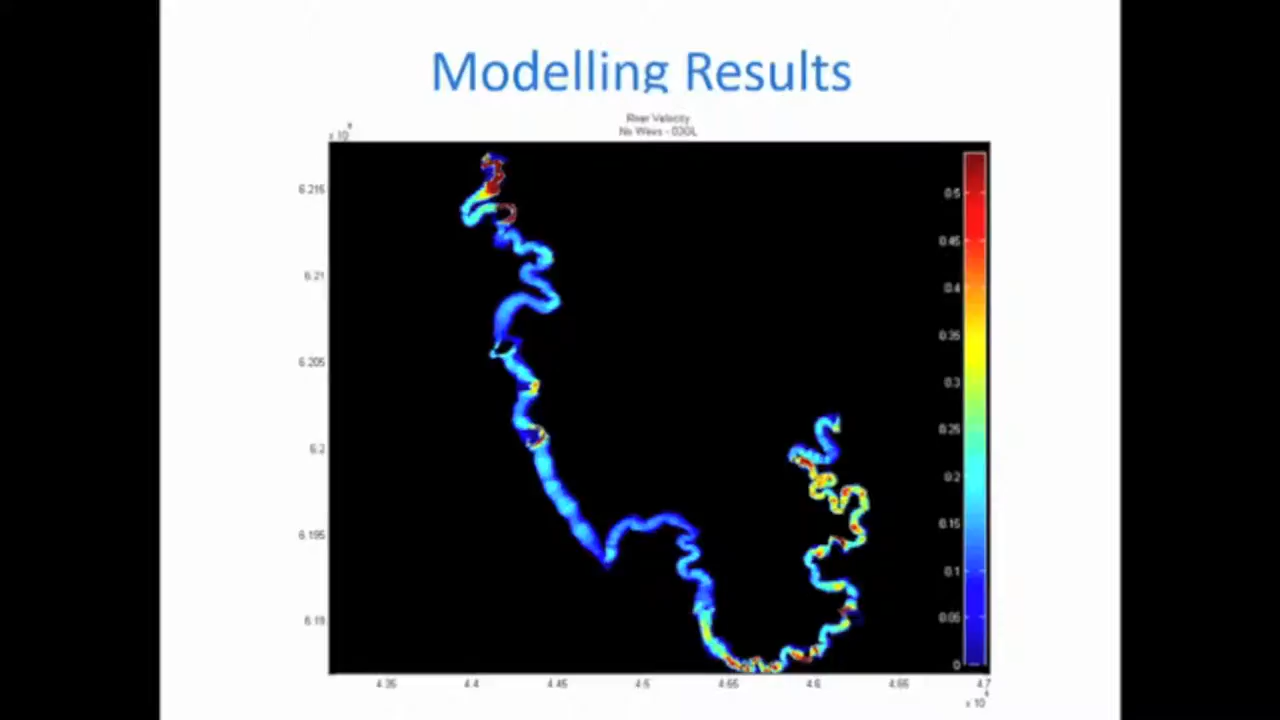 Modelling Results
River Velocity
No Weirs - 03GL
x 10
6.215
6.21
6.205
6.2
6.195
6.19
4.35 4.4 4.45 4.5 4.55 4.6 4.65 4.7
x 10
0.5
0.45
0.4
0.35
0.3
0.25
0.2
0.15
0.1
0.05
0